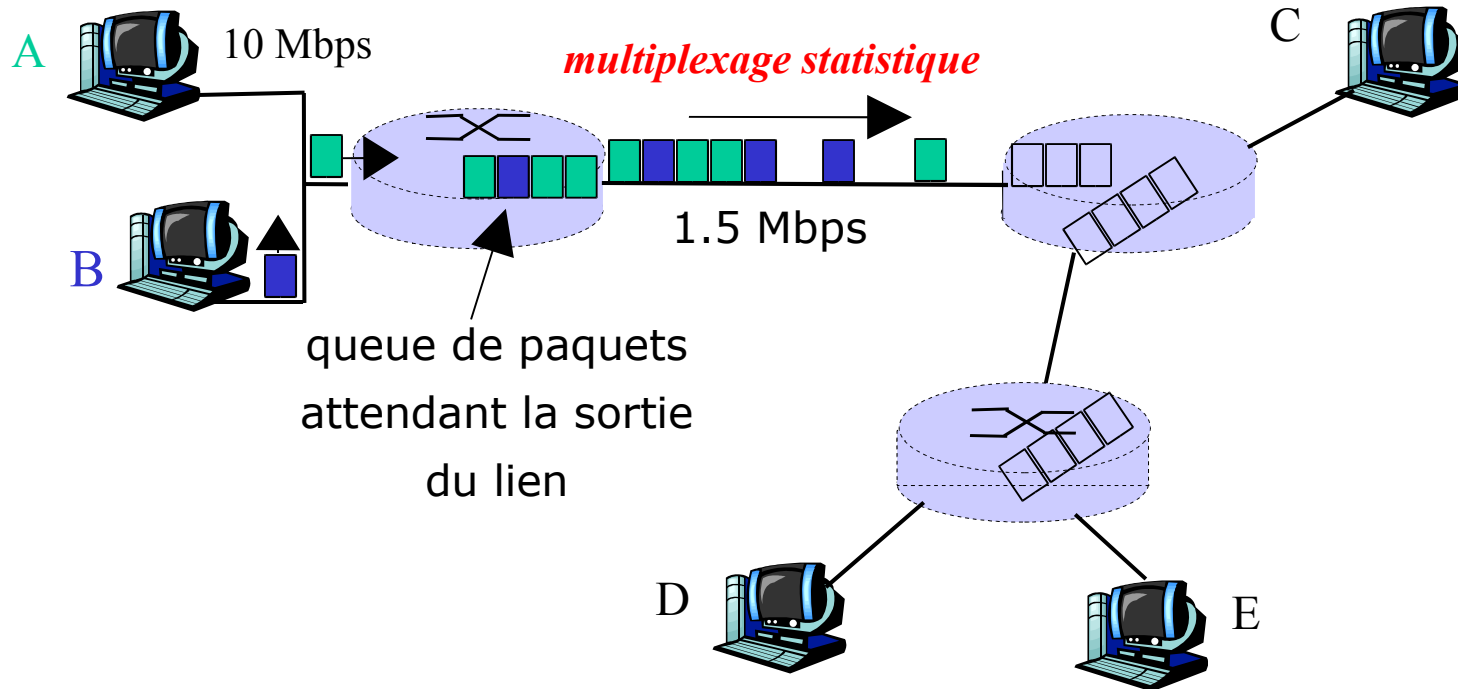 A
10 Mbps
multiplexage statistique
C
B
1.5 Mbps
queue de paquets
attendant la sortie
du lien
D
E